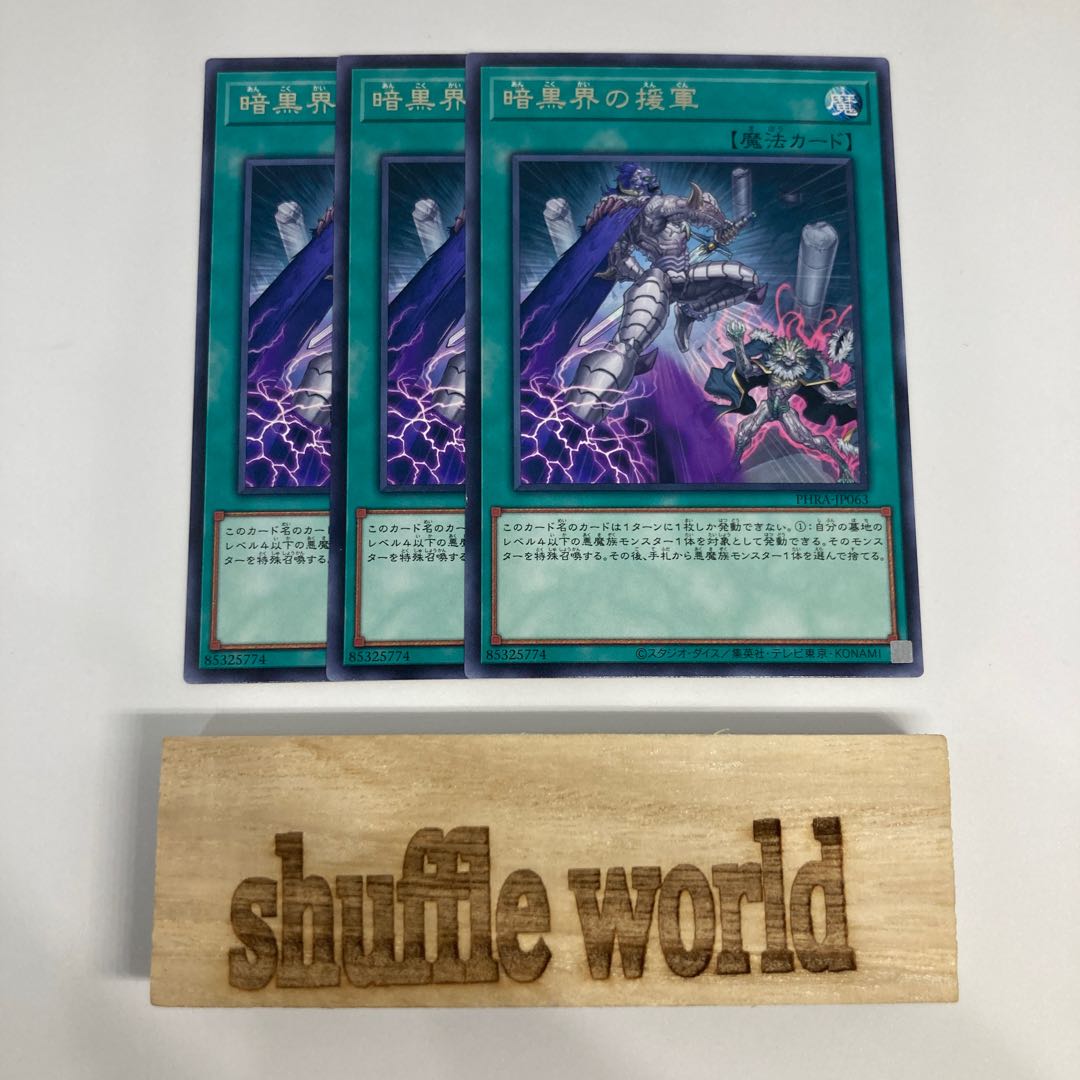 暗黒界
暗黒界
暗黒界の援軍
魔
【魔法カード】
PHRA-JP063
このカード名のカー
レベル4以下の悪魔
ターを特殊召喚する。
85325774
このカード名のカー
レベル4以下の悪魔
ターを特殊召喚する。
85325774
このカード名のカードは1ターンに1枚しか発動できない。①:自分の墓地の
レベル4以下の悪魔族モンスター1体を対象として発動できる。そのモンス
ターを特殊召喚する。その後、手札から悪魔族モンスター1体を選んで捨てる。
85325774
©スタジオ・ダイス/集英社・テレビ東京・KONAMI
shuffle world